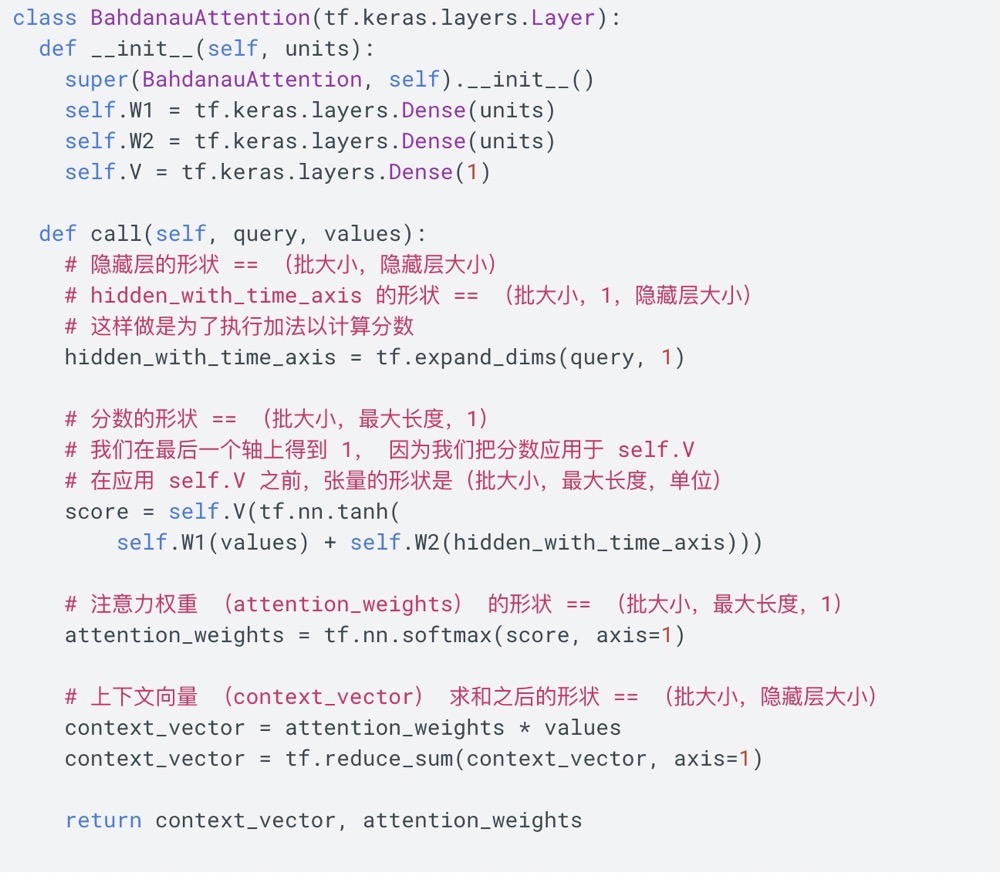 class BahdanauAttention(tf.keras.layers.Layer):
  def __init__(self, units):
    super(BahdanauAttention, self).__init__()
    self.W1 = tf.keras.layers.Dense(units)
    self.W2 = tf.keras.layers.Dense(units)
    self.V = tf.keras.layers.Dense(1)

  def call(self, query, values):
    # 隐藏层的形状 == （批大小，隐藏层大小）
    # hidden_with_time_axis 的形状 == （批大小，1，隐藏层大小）
    # 这样做是为了执行加法以计算分数
    hidden_with_time_axis = tf.expand_dims(query, 1)

    # 分数的形状 == （批大小，最大长度，1）
    # 我们在最后一个轴上得到 1， 因为我们把分数应用于 self.V
    # 在应用 self.V 之前，张量的形状是（批大小，最大长度，单位）
    score = self.V(tf.nn.tanh(
        self.W1(values) + self.W2(hidden_with_time_axis)))

    # 注意力权重 （attention_weights） 的形状 == （批大小，最大长度，1）
    attention_weights = tf.nn.softmax(score, axis=1)

    # 上下文向量 （context_vector） 求和之后的形状 == （批大小，隐藏层大小）
    context_vector = attention_weights * values
    context_vector = tf.reduce_sum(context_vector, axis=1)

    return context_vector, attention_weights